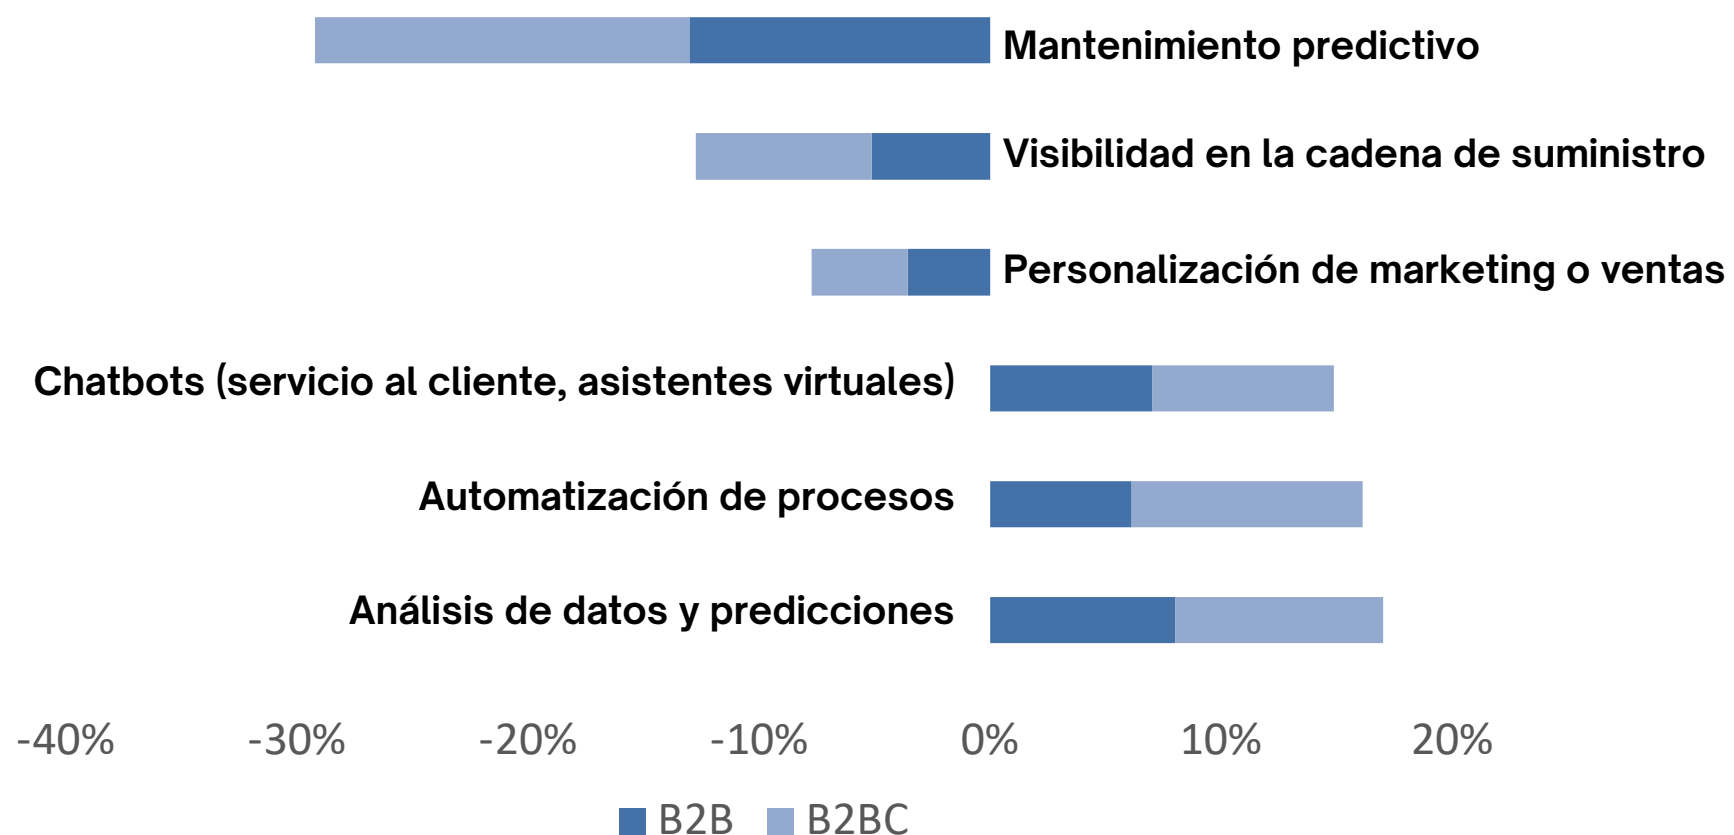 Mantenimiento predictivo
Visibilidad en la cadena de suministro
Personalización de marketing o ventas
Chatbots (servicio al cliente, asistentes virtuales)
Automatización de procesos
Análisis de datos y predicciones
-40% -30% -20% -10% 0% 10% 20%
B2B B2BC